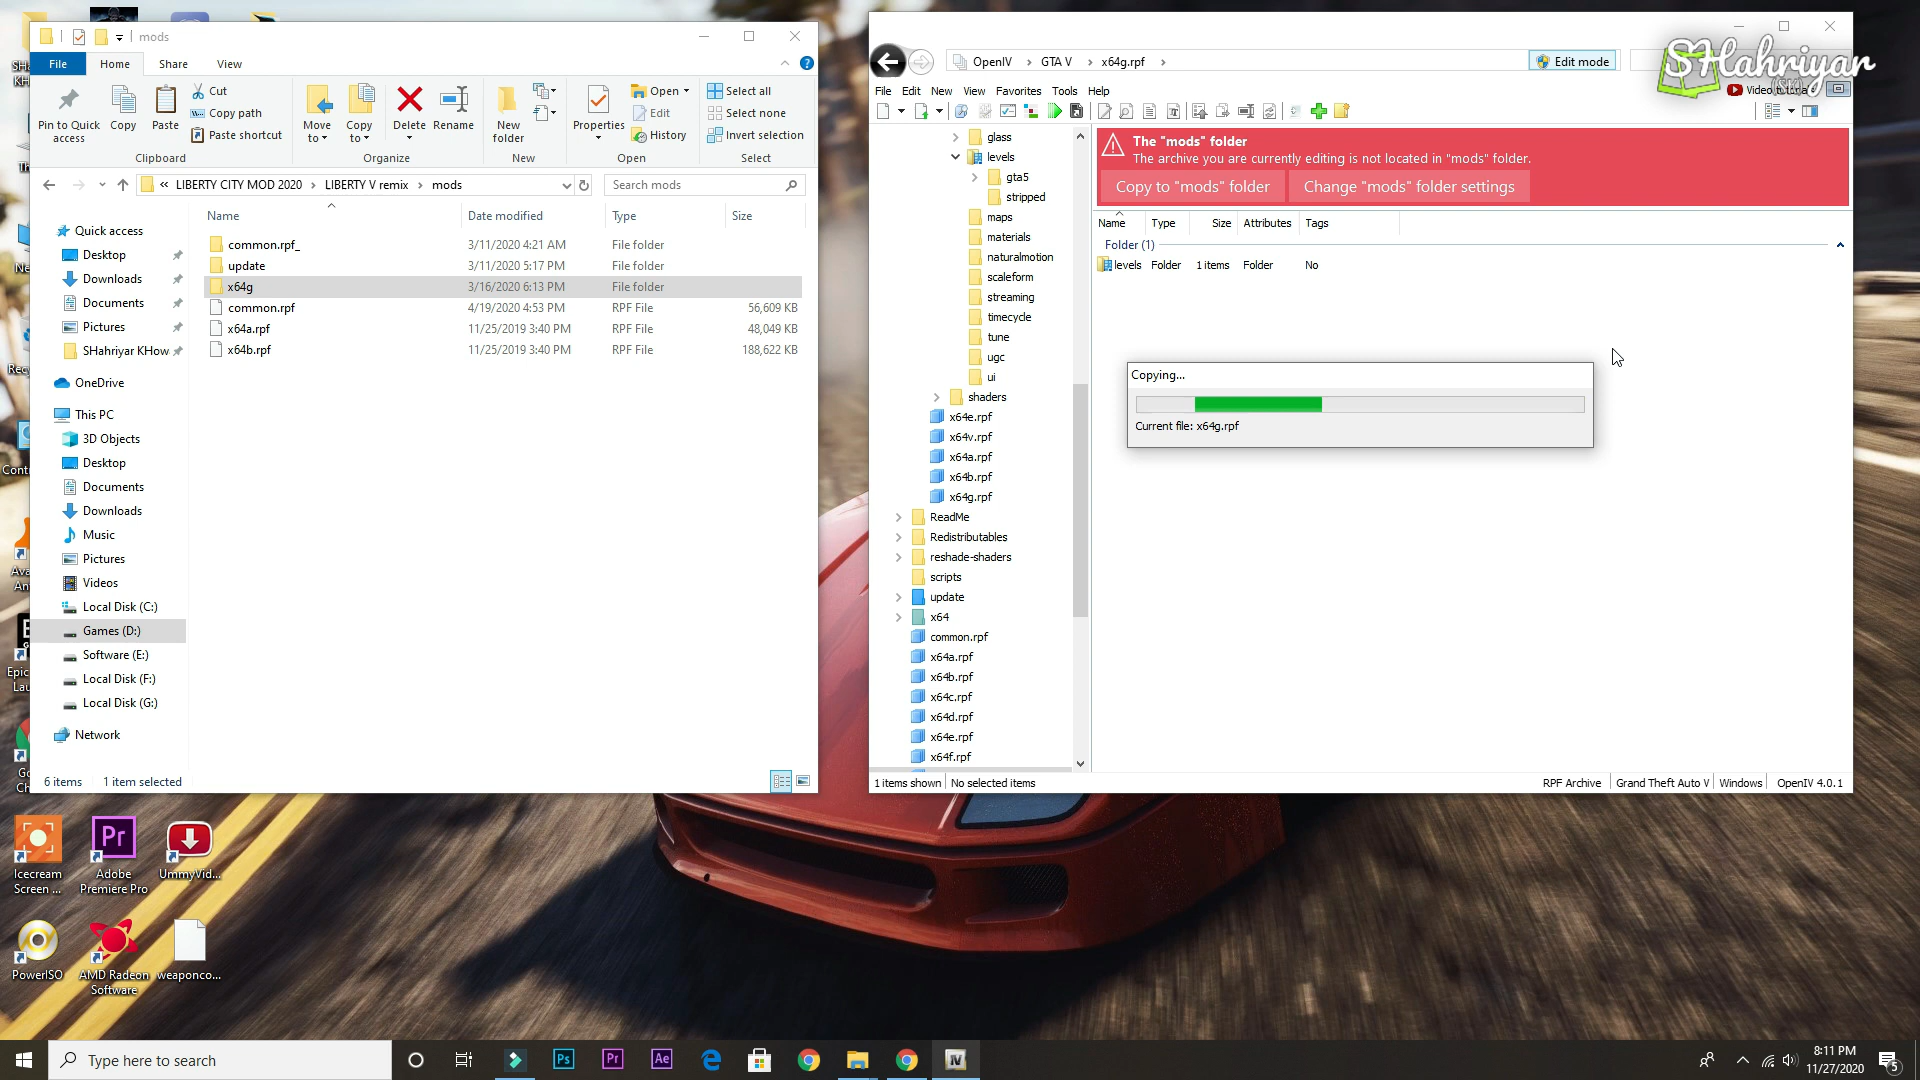 mods
File
Home
Share
View
Pin to Quick access
Copy
Paste
Cut
Copy path
Paste shortcut
Clipboard
Move to
Copy to
Delete
Rename
Organize
New folder
New
Properties
Open
Edit
History
Open
Select all
Select none
Invert selection
Select
« LIBERTY CITY MOD 2020 > LIBERTY V remix > mods
Search mods
Name
Date modified
Type
Size
common.rpf_ 3/11/2020 4:21 AM File folder
update 3/11/2020 5:17 PM File folder
x64g 3/16/2020 6:13 PM File folder
common.rpf 4/19/2020 4:53 PM RPF File 56,609 KB
x64a.rpf 11/25/2019 3:40 PM RPF File 48,049 KB
x64b.rpf 11/25/2019 3:40 PM RPF File 188,622 KB
Quick access
Desktop
Downloads
Documents
Pictures
SHahriyar KHow
OneDrive
This PC
3D Objects
Desktop
Documents
Downloads
Music
Pictures
Videos
Local Disk (C:)
Games (D:)
Software (E:)
Local Disk (F:)
Local Disk (G:)
Network
6 items
1 item selected
OpenIV > GTA V > x64g.rpf >
Edit mode
SHahriyar
File Edit New View Favorites Tools Help
glass
levels
gta5
stripped
maps
materials
naturalmotion
scaleform
streaming
timecycle
tune
ugc
ui
shaders
x64e.rpf
x64v.rpf
x64a.rpf
x64b.rpf
x64g.rpf
ReadMe
Redistributables
reshade-shaders
scripts
update
x64
common.rpf
x64a.rpf
x64b.rpf
x64c.rpf
x64d.rpf
x64e.rpf
x64f.rpf
The "mods" folder
The archive you are currently editing is not located in "mods" folder.
Copy to "mods" folder
Change "mods" folder settings
Name Type Size Attributes Tags
Folder (1)
levels Folder 1 items Folder No
Copying...
Current file: x64g.rpf
1 items shown
No selected items
RPF Archive
Grand Theft Auto V
Windows
OpenIV 4.0.1
Icecream Screen ...
Adobe Premiere Pro
UmmyVid...
PowerISO
AMD Radeon Software
weaponco...
Type here to search
8:11 PM
11/27/2020
5